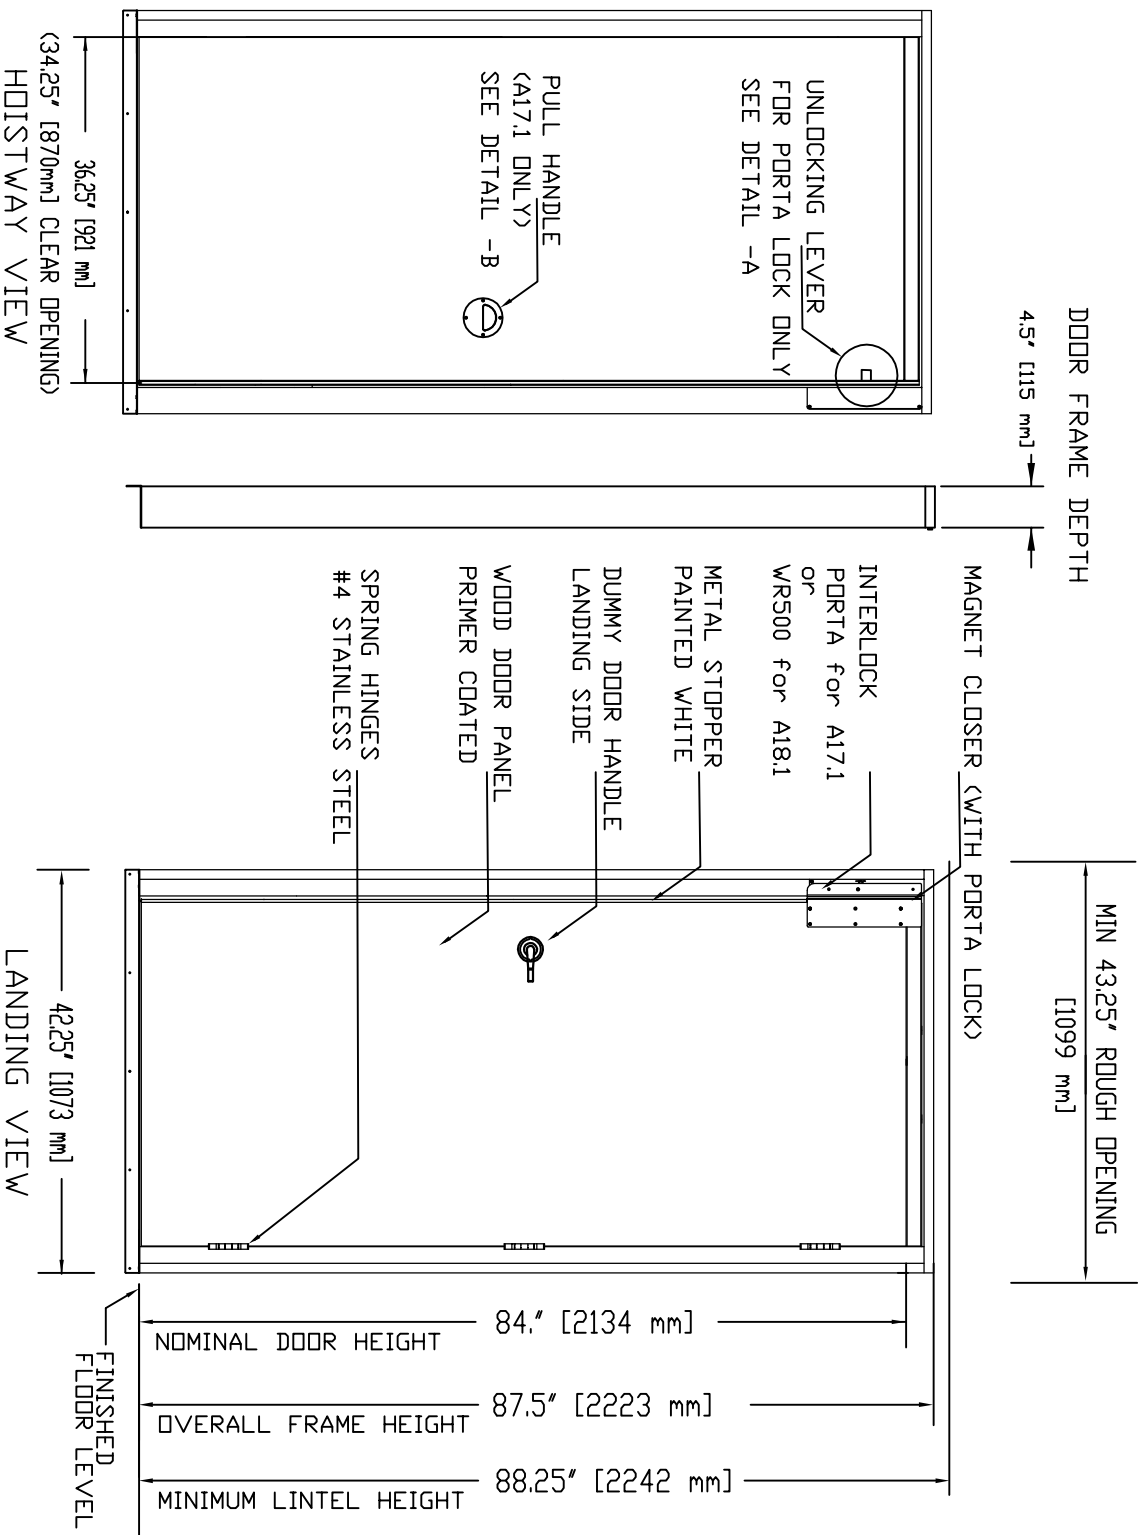 DOOR FRAME DEPTH
4.5" [115 mm]
MIN 43.25" ROUGH OPENING
[1099 mm]
UNLOCKING LEVER
FOR PORTA LOCK ONLY
SEE DETAIL -A
PULL HANDLE
(A17.1 ONLY)
SEE DETAIL -B
36.25" [921 mm]
(34.25" [870mm] CLEAR OPENING)
HOISTWAY VIEW
MAGNET CLOSER (WITH PORTA LOCK)
INTERLOCK
PORTA for A17.1
or
WR500 for A18.1
METAL STOPPER
PAINTED WHITE
DUMMY DOOR HANDLE
LANDING SIDE
WOOD DOOR PANEL
PRIMER COATED
SPRING HINGES
#4 STAINLESS STEEL
42.25" [1073 mm]
LANDING VIEW
84." [2134 mm]
NOMINAL DOOR HEIGHT
87.5" [2223 mm]
OVERALL FRAME HEIGHT
88.25" [2242 mm]
MINIMUM LINTEL HEIGHT
FINISHED
FLOOR LEVEL